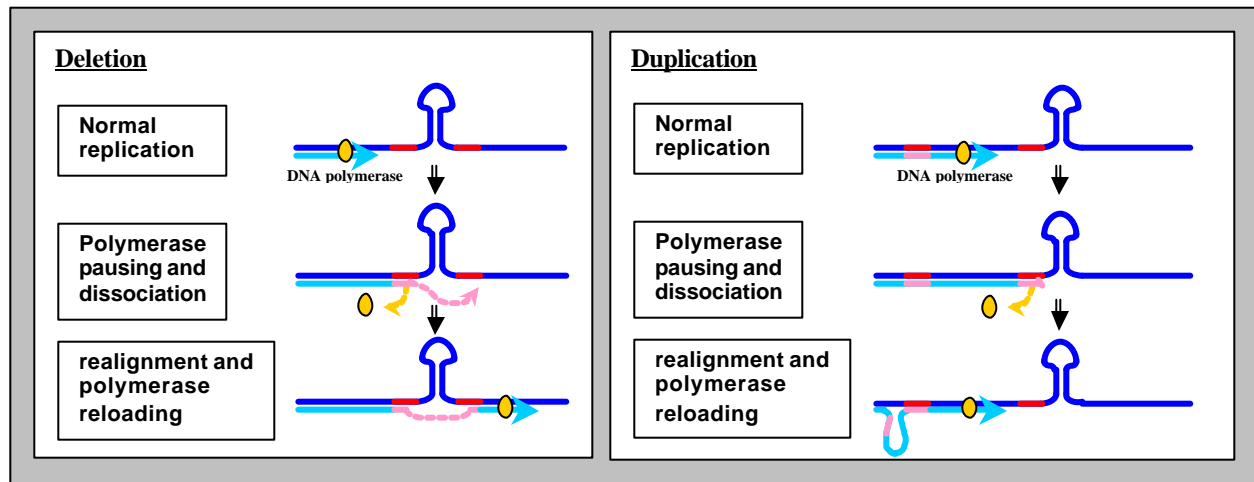 Deletion
Normal
replication
DNA polymerase
Polymerase
pausing and
dissociation
realignment and
polymerase
reloading
Duplication
Normal
replication
DNA polymerase
Polymerase
pausing and
dissociation
realignment and
polymerase
reloading